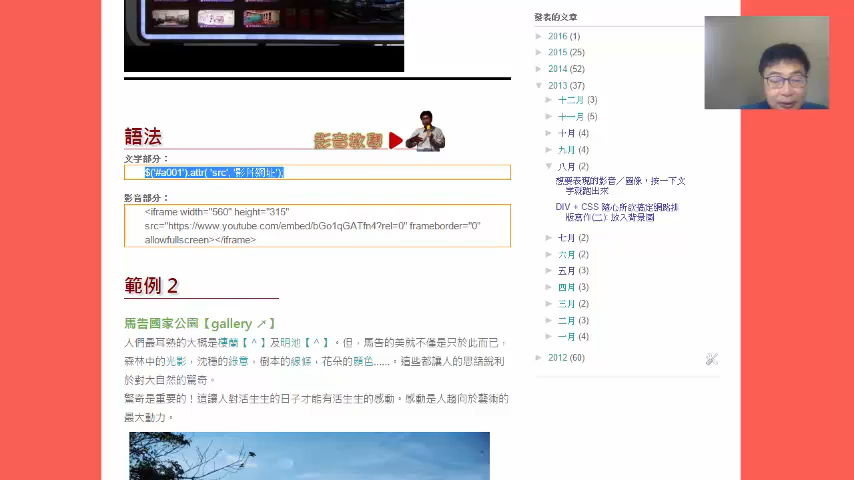 語法
影音教學
文字部分：
$('#a001').attr( 'src', '影片網址');
影音部分：
<iframe width="560" height="315"
src="https://www.youtube.com/embed/bGo1qGATfn4?rel=0" frameborder="0"
allowfullscreen></iframe>
範例 2
馬告國家公園【gallery ↗】
人們最耳熟的大概是棲蘭【^】及明池【^】。但，馬告的美就不僅是只於此而已，
森林中的光影，沈穩的綠意，樹木的線條，花朵的顏色......。這些都讓人的思緒銳利
於對大自然的驚奇。
驚奇是重要的！這讓人對活生生的日子才能有活生生的感動。感動是人趨向於藝術的
最大動力。
發表的文章
► 2016 (1)
► 2015 (25)
► 2014 (52)
▼ 2013 (37)
► 十二月 (3)
► 十一月 (5)
► 十月 (4)
► 九月 (4)
▼ 八月 (2)
想要表現的影音／圖像，按一下文
字就跑出來
DIV + CSS 隨心所欲搞定網路排
版寫作(二): 放入背景圖
► 七月 (2)
► 六月 (2)
► 五月 (3)
► 四月 (3)
► 三月 (2)
► 二月 (3)
► 一月 (4)
► 2012 (60)